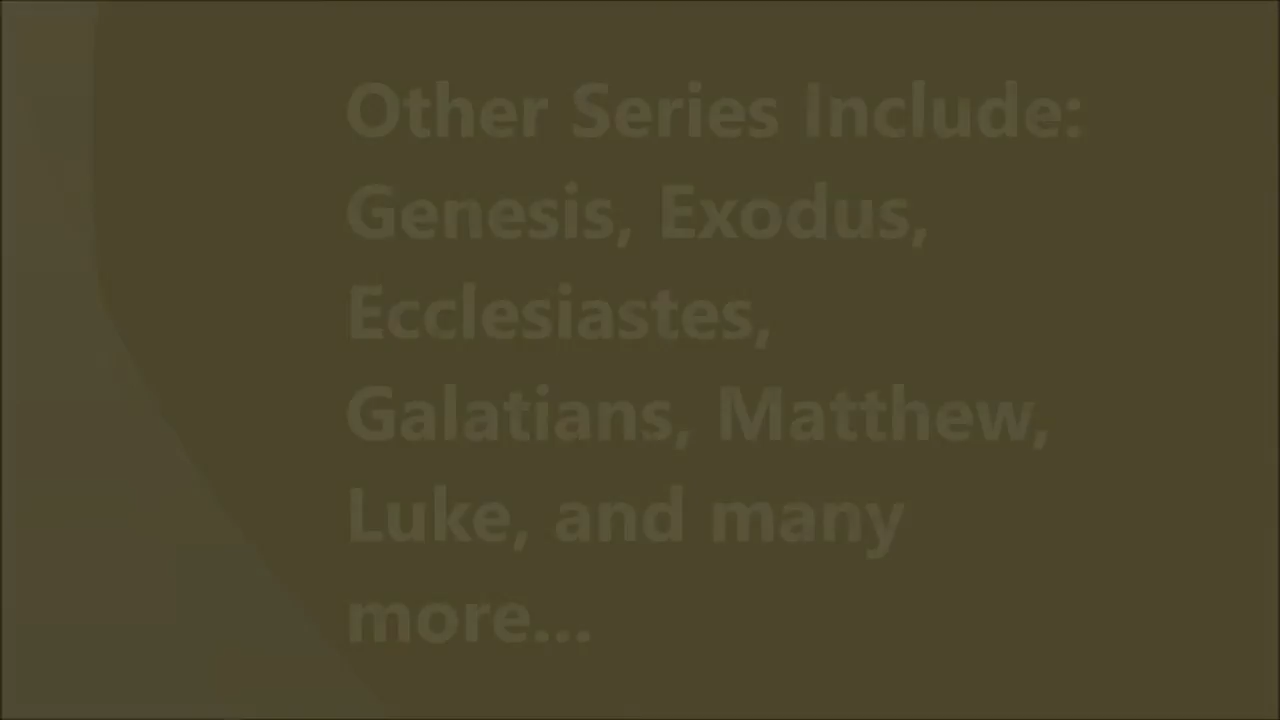 Other Series Include:
Genesis, Exodus,
Ecclesiastes,
Galatians, Matthew,
Luke, and many
more...